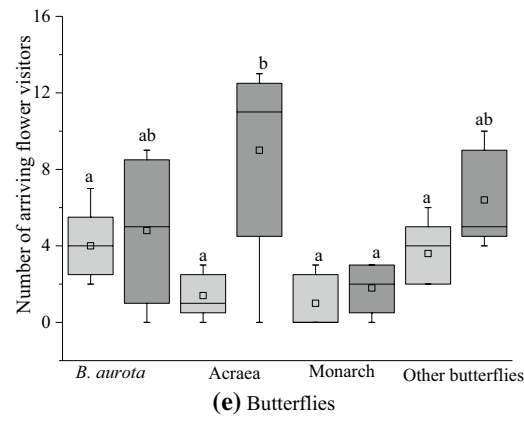 Number of arriving flower visitors
16
12
8
4
0
a
ab
a
b
a
a
a
ab
B. aurota
Acraea
Monarch
Other butterflies
(e) Butterflies